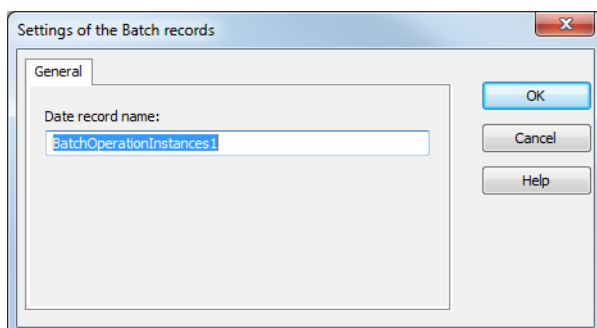 Settings of the Batch records
General
Date record name:
BatchOperationInstances1
OK
Cancel
Help